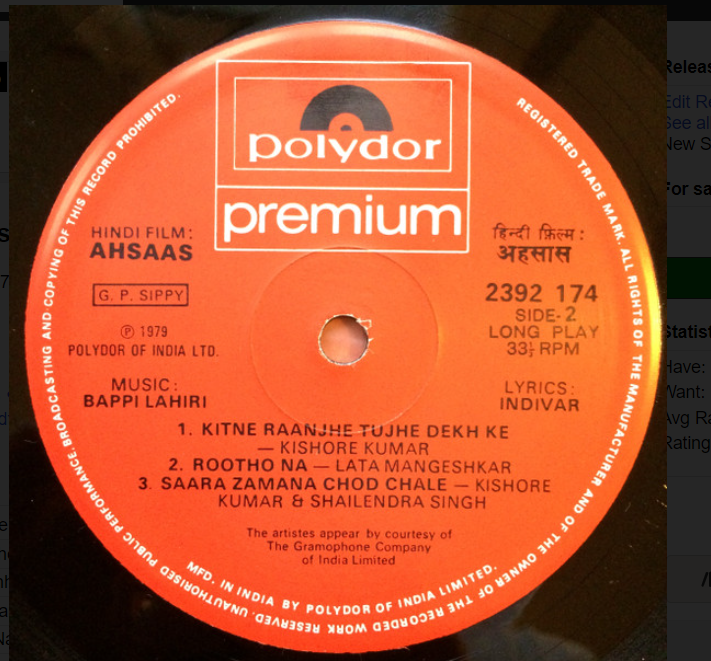 polydor
premium
HINDI FILM:
AHSAAS
G. P. SIPPY
℗ 1979
POLYDOR OF INDIA LTD.
MUSIC:
BAPPI LAHIRI
हिन्दी फ़िल्म:
अहसास
2392 174
SIDE-2
LONG PLAY
33⅓ RPM
LYRICS:
INDIVAR
1. KITNE RAANJHE TUJHE DEKH KE
— KISHORE KUMAR
2. ROOTHO NA — LATA MANGESHKAR
3. SAARA ZAMANA CHOD CHALE — KISHORE
KUMAR & SHAILENDRA SINGH
The artistes appear by courtesy of
The Gramophone Company
of India Limited
MFD. IN INDIA BY POLYDOR OF INDIA LIMITED.
REGISTERED TRADE MARK. ALL RIGHTS OF THE MANUFACTURER AND OF THE OWNER OF THE RECORDED WORK RESERVED. UNAUTHORISED PUBLIC PERFORMANCE, BROADCASTING AND COPYING OF THIS RECORD PROHIBITED.
Edit
See
New
For
Have:
Want:
Avg
Rating